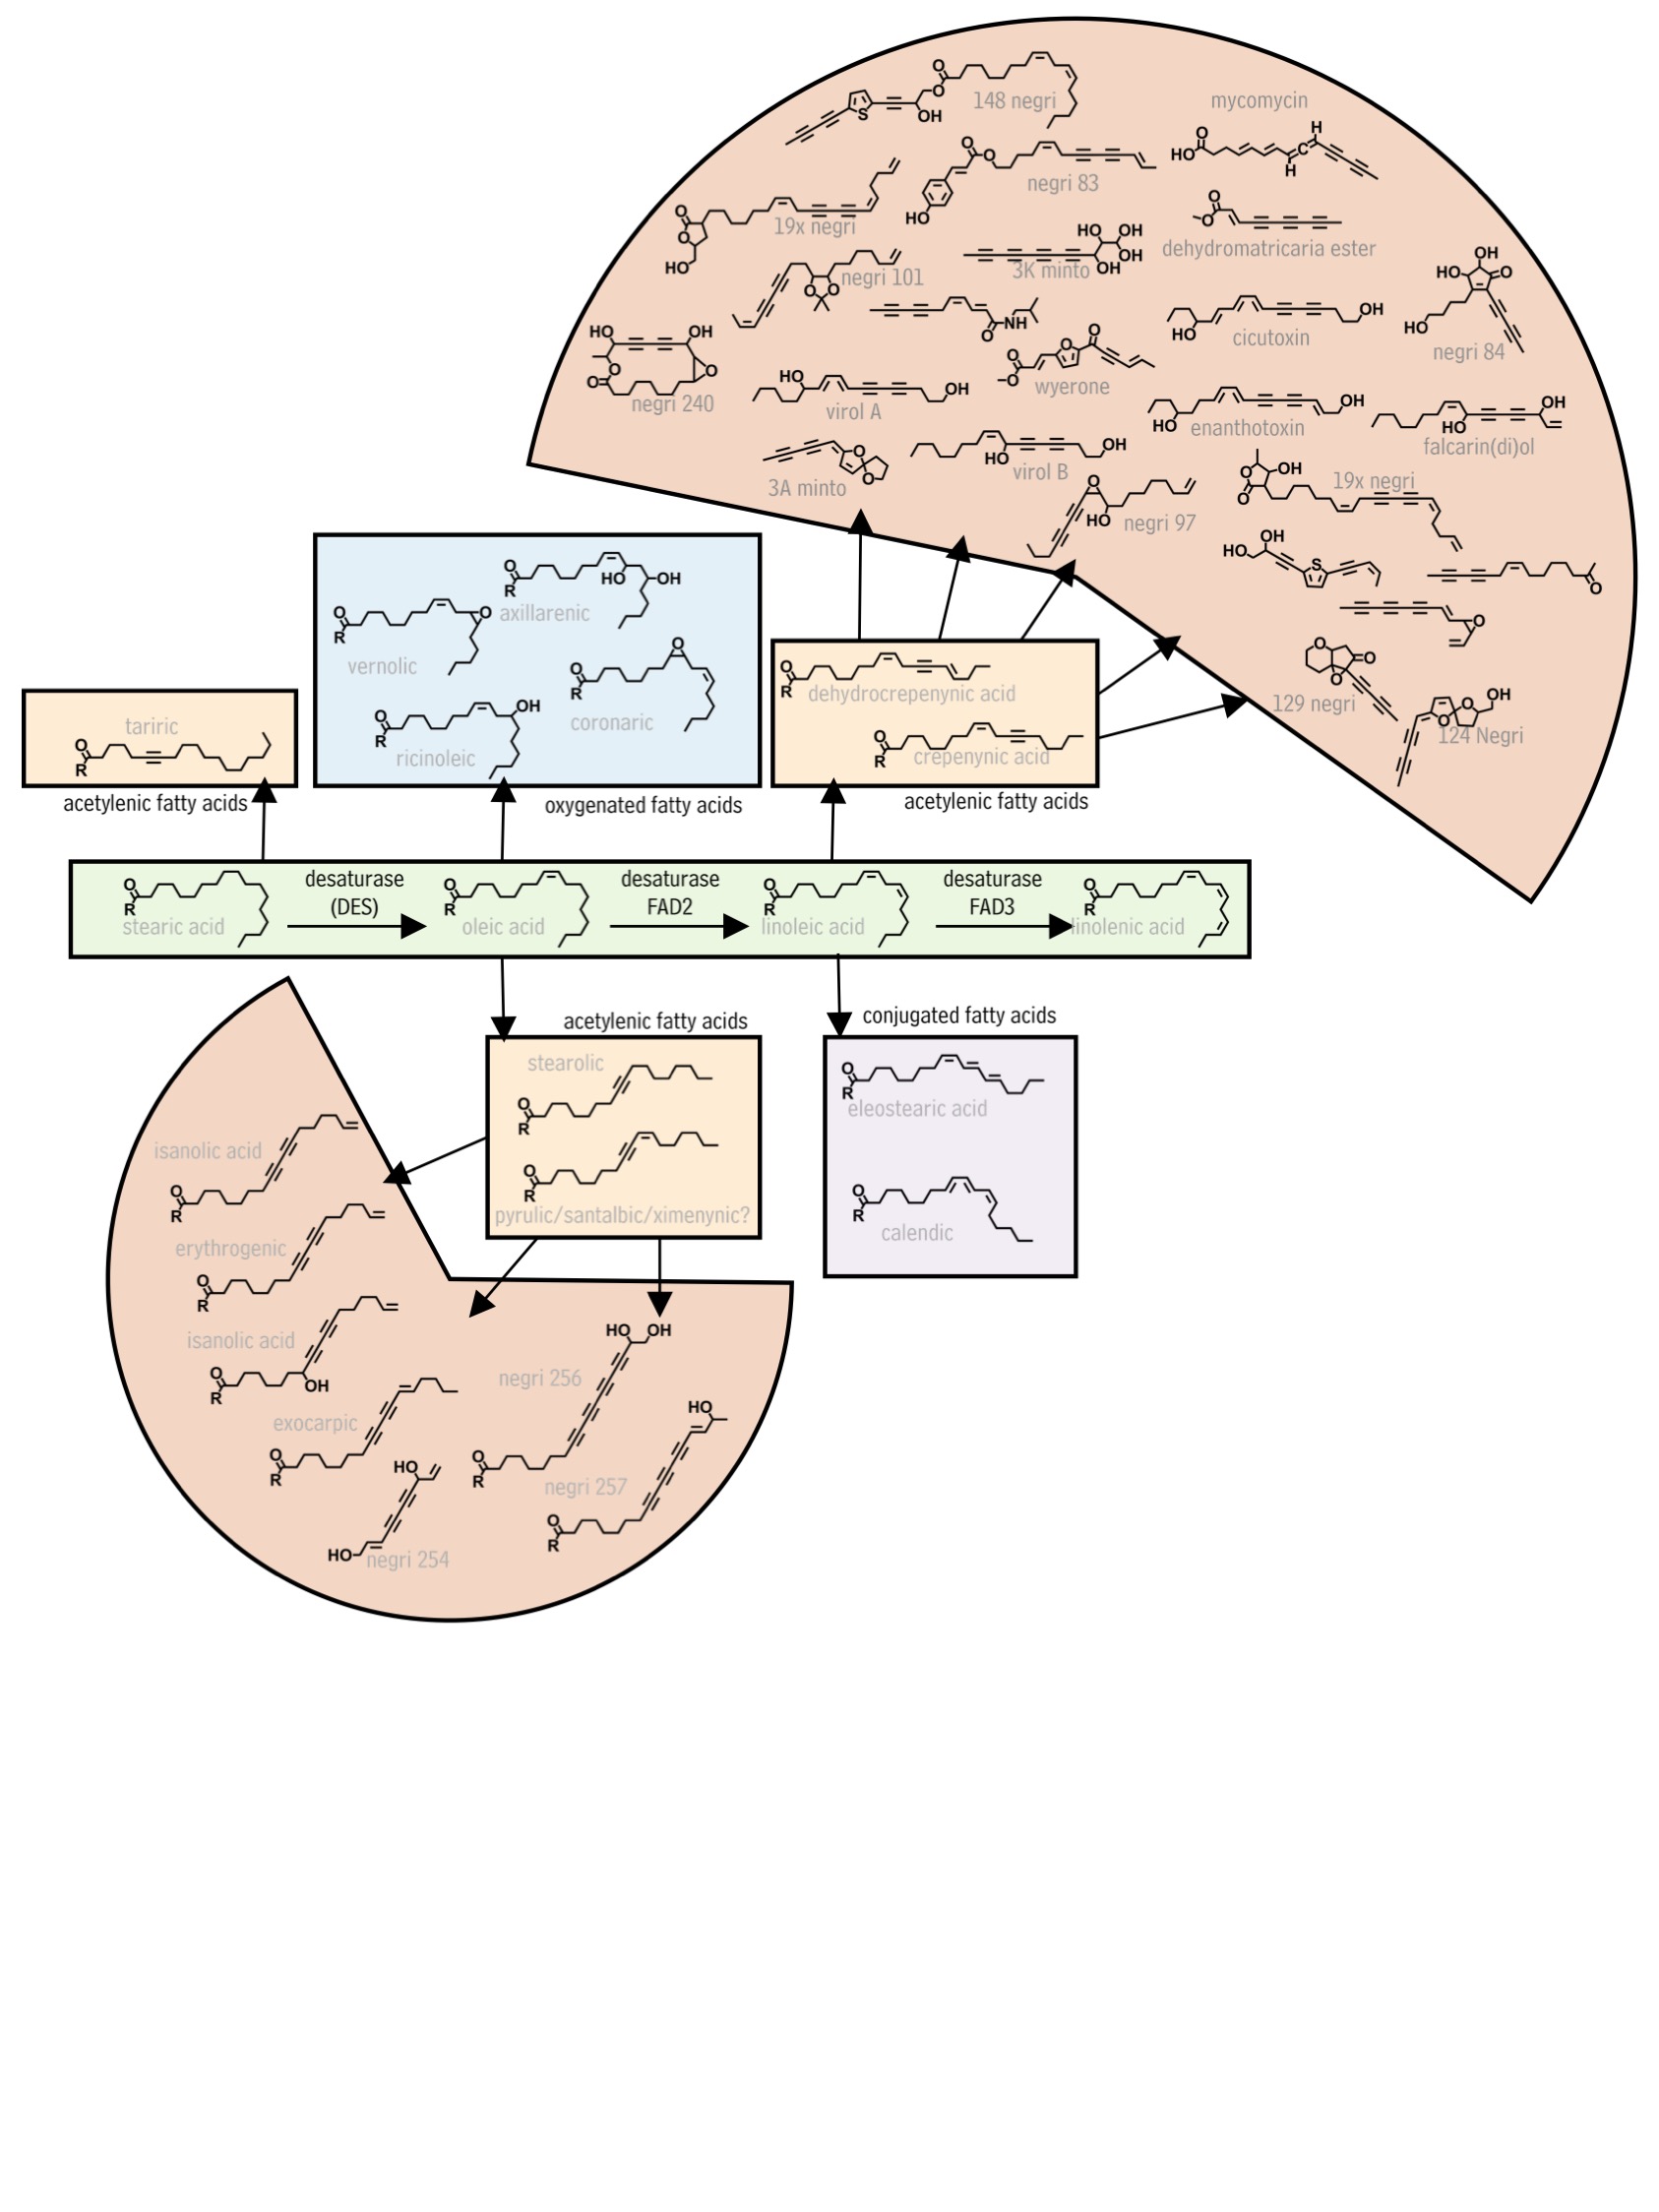 148 negri
mycomycin
negri 83
19x negri
dehydromatricaria ester
3K minto
negri 101
cicutoxin
negri 84
wyerone
negri 240
virol A
enanthotoxin
falcarin(di)ol
virol B
3A minto
19x negri
negri 97
129 negri
124 Negri
axillarenic
vernolic
coronaric
ricinoleic
oxygenated fatty acids
tariric
acetylenic fatty acids
dehydrocrepenynic acid
crepenynic acid
acetylenic fatty acids
stearic acid
desaturase
(DES)
oleic acid
desaturase
FAD2
linoleic acid
desaturase
FAD3
linolenic acid
acetylenic fatty acids
stearolic
pyrulic/santalbic/ximenynic?
conjugated fatty acids
eleostearic acid
calendic
isanolic acid
erythrogenic
isanolic acid
exocarpic
negri 254
negri 256
negri 257